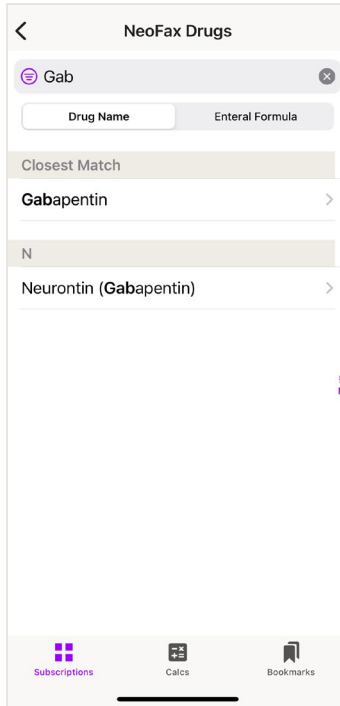 NeoFax Drugs
Gab
Drug Name Enteral Formula
Closest Match
Gabapentin
N
Neurontin (Gabapentin)
Subscriptions Calcs Bookmarks